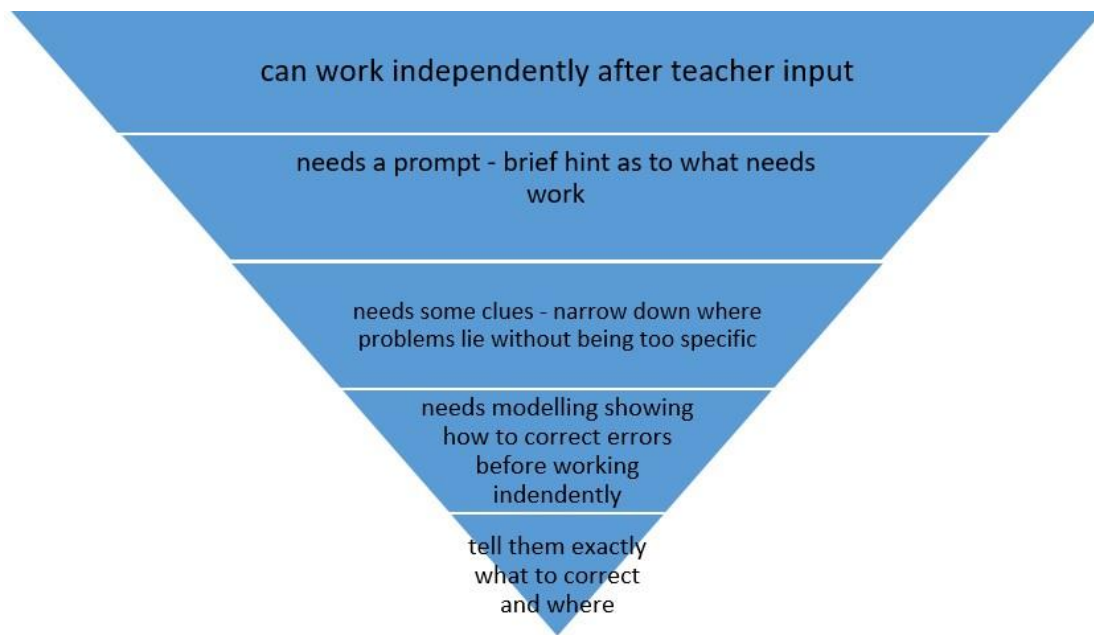 can work independently after teacher input
needs a prompt - brief hint as to what needs
work
needs some clues - narrow down where
problems lie without being too specific
needs modelling showing
how to correct errors
before working
indendently
tell them exactly
what to correct
and where